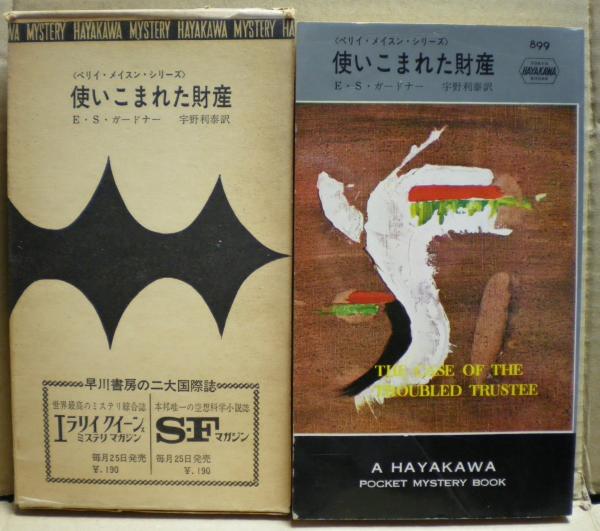 WA MYSTERY HAYAKAWA MYSTERY HAYAKAWA MYSTERY HA
〈ペリイ・メイスン・シリーズ〉
使いこまれた財産
E・S・ガードナー 宇野利泰訳
早川書房の二大国際誌
世界最高のミステリ綜合誌
エラリイクイーンズ
ミステリマガジン
毎月25日発売
¥.190
本邦唯一の空想科学小説誌
SFマガジン
毎月25日発売
¥.190
〈ペリイ・メイスン・シリーズ〉
899
使いこまれた財産
HAYAKAWA
E・S・ガードナー 宇野利泰訳
THE CASE OF THE
TROUBLED TRUSTEE
A HAYAKAWA
POCKET MYSTERY BOOK